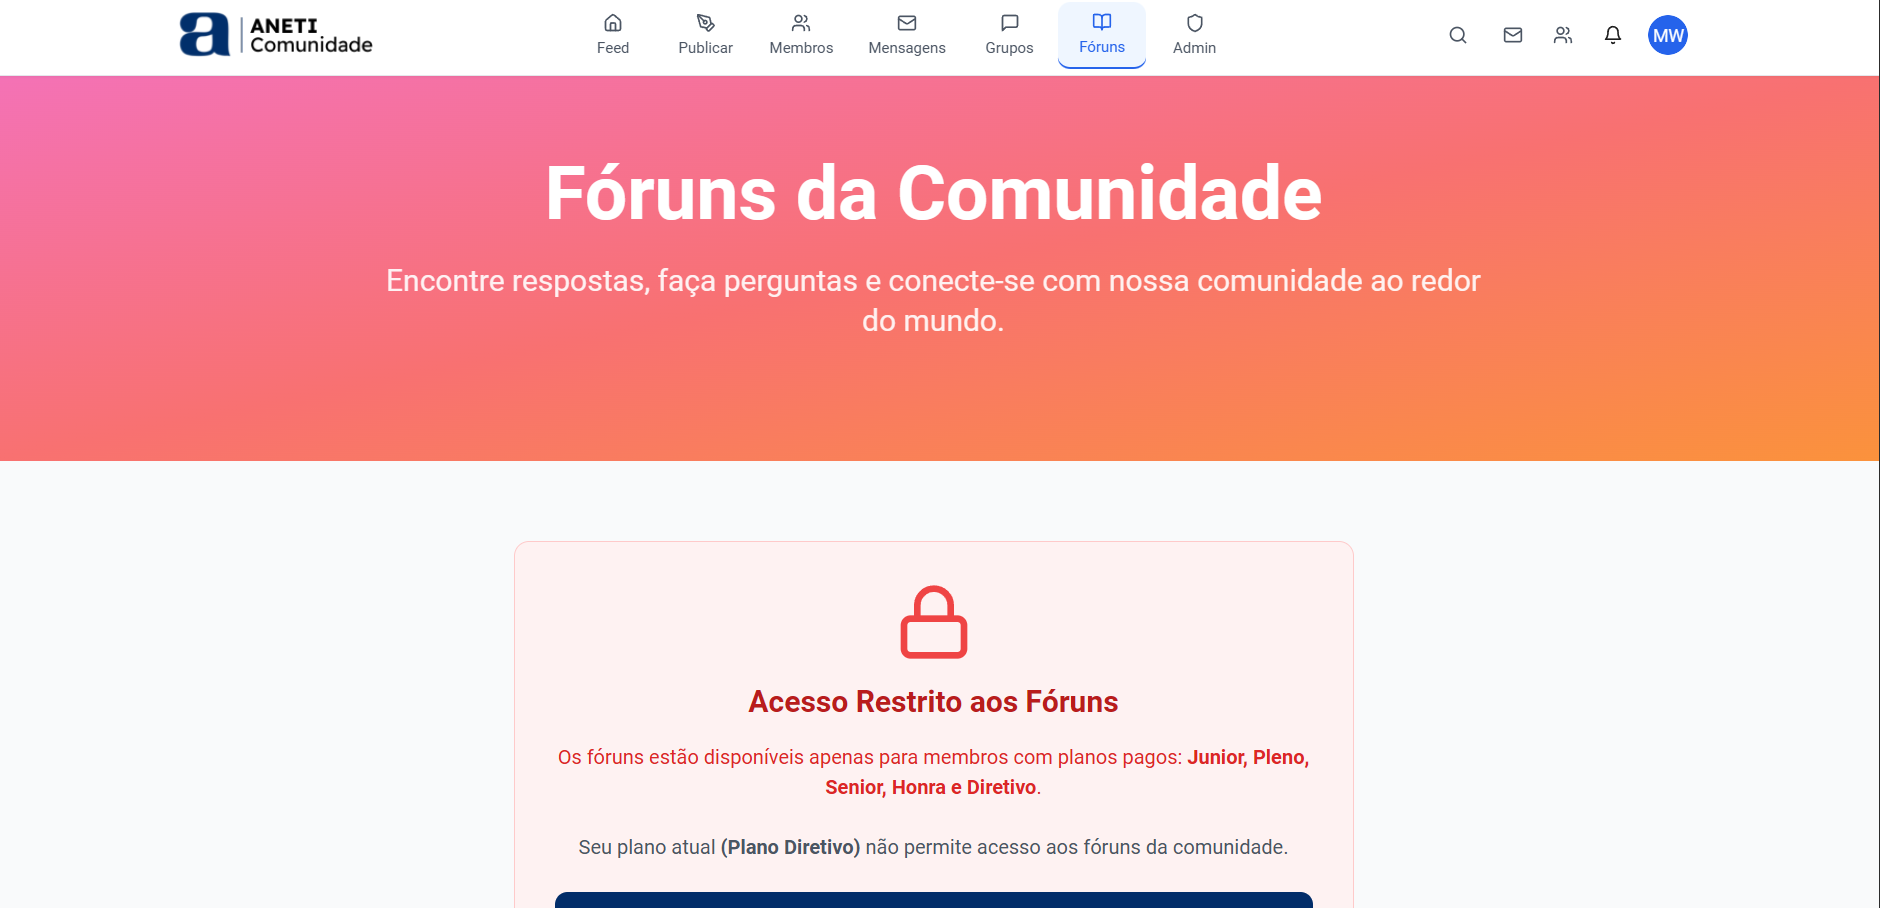 ANETI
Comunidade
Feed
Publicar
Membros
Mensagens
Grupos
Fóruns
Admin
MW
Fóruns da Comunidade
Encontre respostas, faça perguntas e conecte-se com nossa comunidade ao redor
do mundo.
Acesso Restrito aos Fóruns
Os fóruns estão disponíveis apenas para membros com planos pagos: Junior, Pleno,
Senior, Honra e Diretivo.
Seu plano atual (Plano Diretivo) não permite acesso aos fóruns da comunidade.